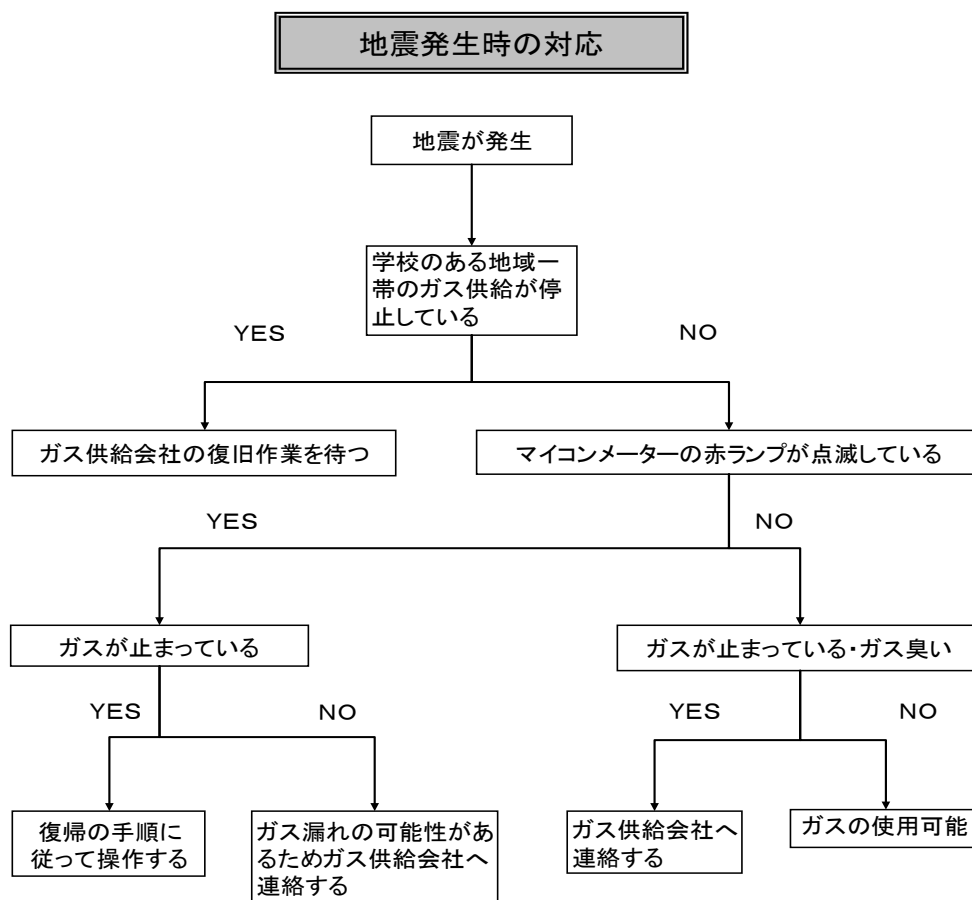 地震発生時の対応
地震が発生
学校のある地域一
帯のガス供給が停
止している
YES
NO
ガス供給会社の復旧作業を待つ
マイコンメーターの赤ランプが点滅している
YES
NO
ガスが止まっている
ガスが止まっている・ガス臭い
YES
NO
YES
NO
復帰の手順に
従って操作する
ガス漏れの可能性があ
るためガス供給会社へ
連絡する
ガス供給会社へ
連絡する
ガスの使用可能